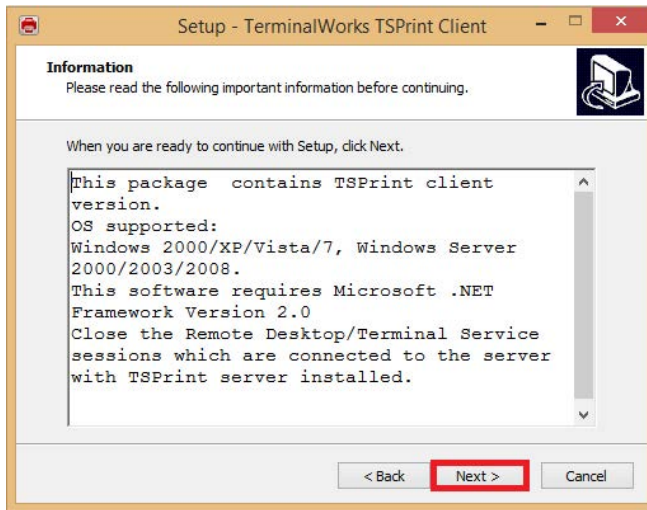 Setup - TerminalWorks TSPrint Client
Information
Please read the following important information before continuing.
When you are ready to continue with Setup, click Next.
This package  contains TSPrint client
version.
OS supported:
Windows 2000/XP/Vista/7, Windows Server
2000/2003/2008.
This software requires Microsoft .NET
Framework Version 2.0
Close the Remote Desktop/Terminal Service
sessions which are connected to the server
with TSPrint server installed.
< Back Next > Cancel